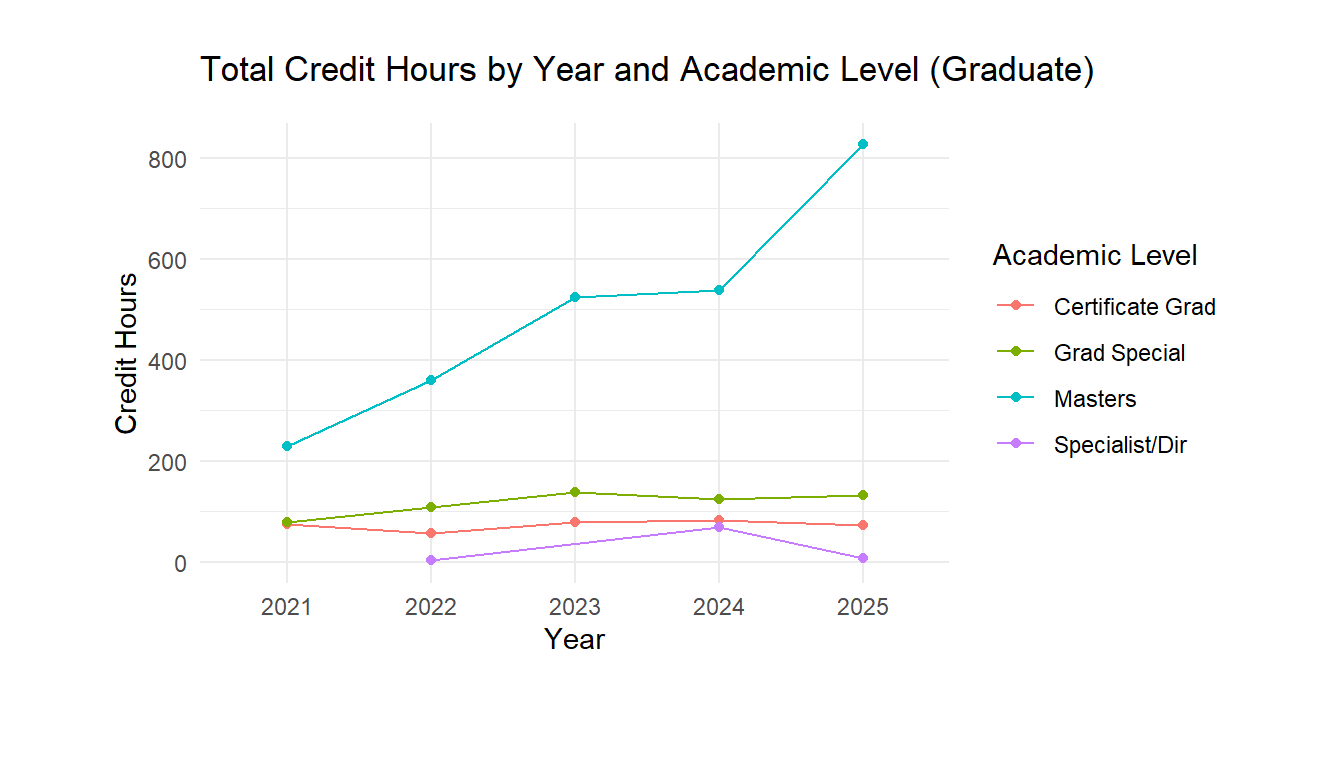 Total Credit Hours by Year and Academic Level (Graduate)
800
600
400
200
0
Credit Hours
2021 2022 2023 2024 2025
Year
Academic Level
Certificate Grad
Grad Special
Masters
Specialist/Dir